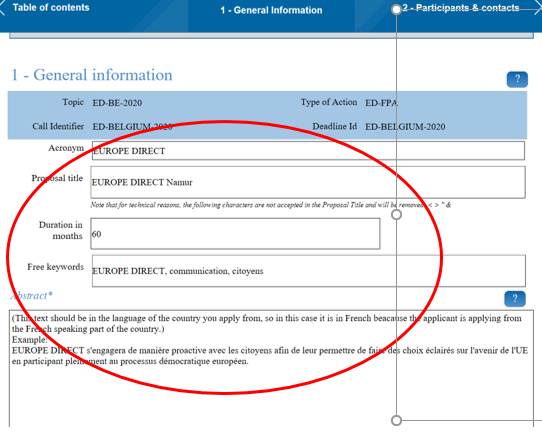 Table of contents
1 - General Information
2 - Participants & contacts
1 - General information
?
Topic ED-BE-2020 Type of Action ED-FPA
Call Identifier ED-BELGIUM-2020 Deadline Id ED-BELGIUM-2020
Acronym EUROPE DIRECT
Proposal title EUROPE DIRECT Namur
Note that for technical reasons, the following characters are not accepted in the Proposal Title and will be removed: < > " &
Duration in
months 60
Free keywords EUROPE DIRECT, communication, citoyens
Abstract*
?
(This text should be in the language of the country you apply from, so in this case it is in French beacause the applicant is applying from
the French speaking part of the country.)
Example:
EUROPE DIRECT s'engagera de manière proactive avec les citoyens afin de leur permettre de faire des choix éclairés sur l'avenir de l'UE
en participant pleinement au processus démocratique européen.